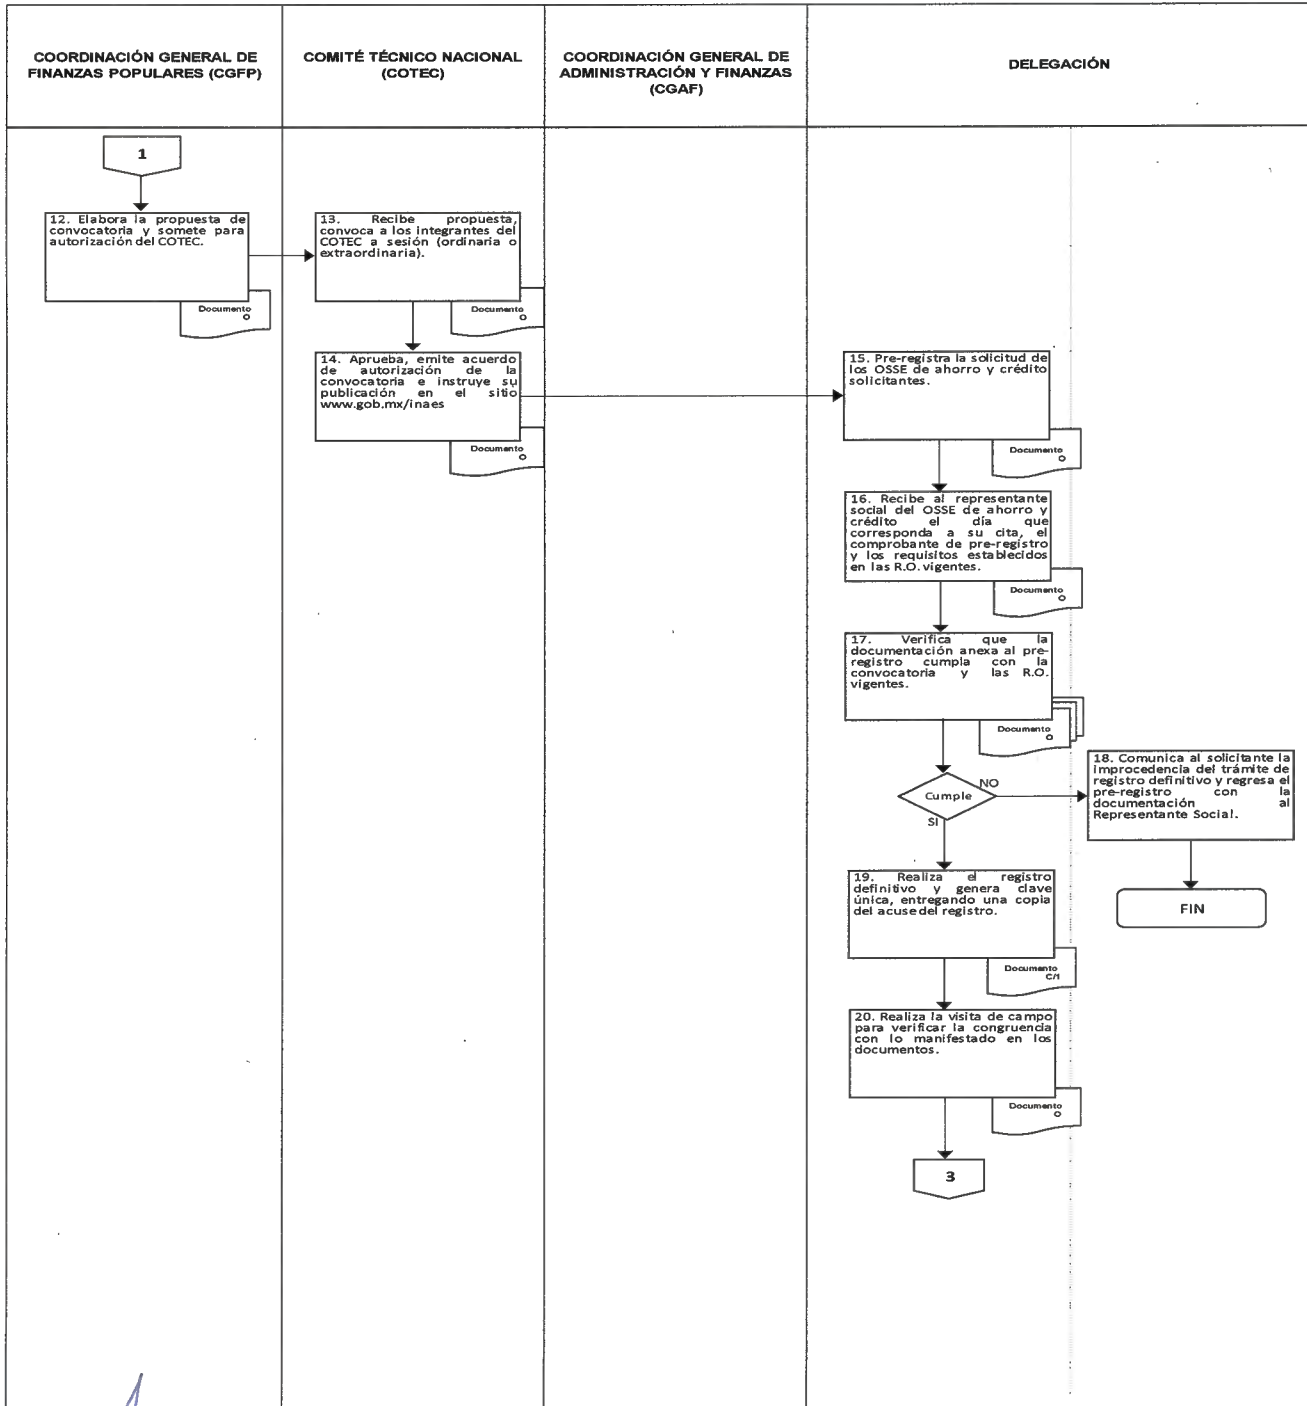 COORDINACIÓN GENERAL DE
FINANZAS POPULARES (CGFP)
COMITÉ TÉCNICO NACIONAL
(COTEC)
COORDINACIÓN GENERAL DE
ADMINISTRACIÓN Y FINANZAS
(CGAF)
DELEGACIÓN
1
12. Elabora la propuesta de
convocatoria y somete para
autorización del COTEC.
Documento
O
13. Recibe propuesta,
convoca a los integrantes del
COTEC a sesión (ordinaria o
extraordinaria).
Documento
O
14. Aprueba, emite acuerdo
de autorización de la
convocatoria e instruye su
publicación en el sitio
www.gob.mx/inaes
Documento
O
15. Pre-registra la solicitud de
los OSSE de ahorro y crédito
solicitantes.
Documento
O
16. Recibe al representante
social del OSSE de ahorro y
crédito el día que
corresponda a su cita, el
comprobante de pre-registro
y los requisitos establecidos
en las R.O. vigentes.
Documento
O
17. Verifica que la
documentación anexa al pre-
registro cumpla con la
convocatoria y las R.O.
vigentes.
Documento
O
Cumple
NO
SI
18. Comunica al solicitante la
improcedencia del trámite de
registro definitivo y regresa el
pre-registro con la
documentación al
Representante Social.
FIN
19. Realiza el registro
definitivo y genera clave
única, entregando una copia
del acuse del registro.
Documento
C/1
20. Realiza la visita de campo
para verificar la congruencia
con lo manifestado en los
documentos.
Documento
O
3